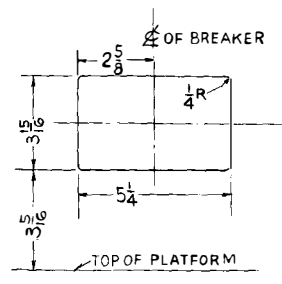 ℄ OF BREAKER
2 5/8
1/4 R
3 15/16
5 1/4
3 5/16
TOP OF PLATFORM